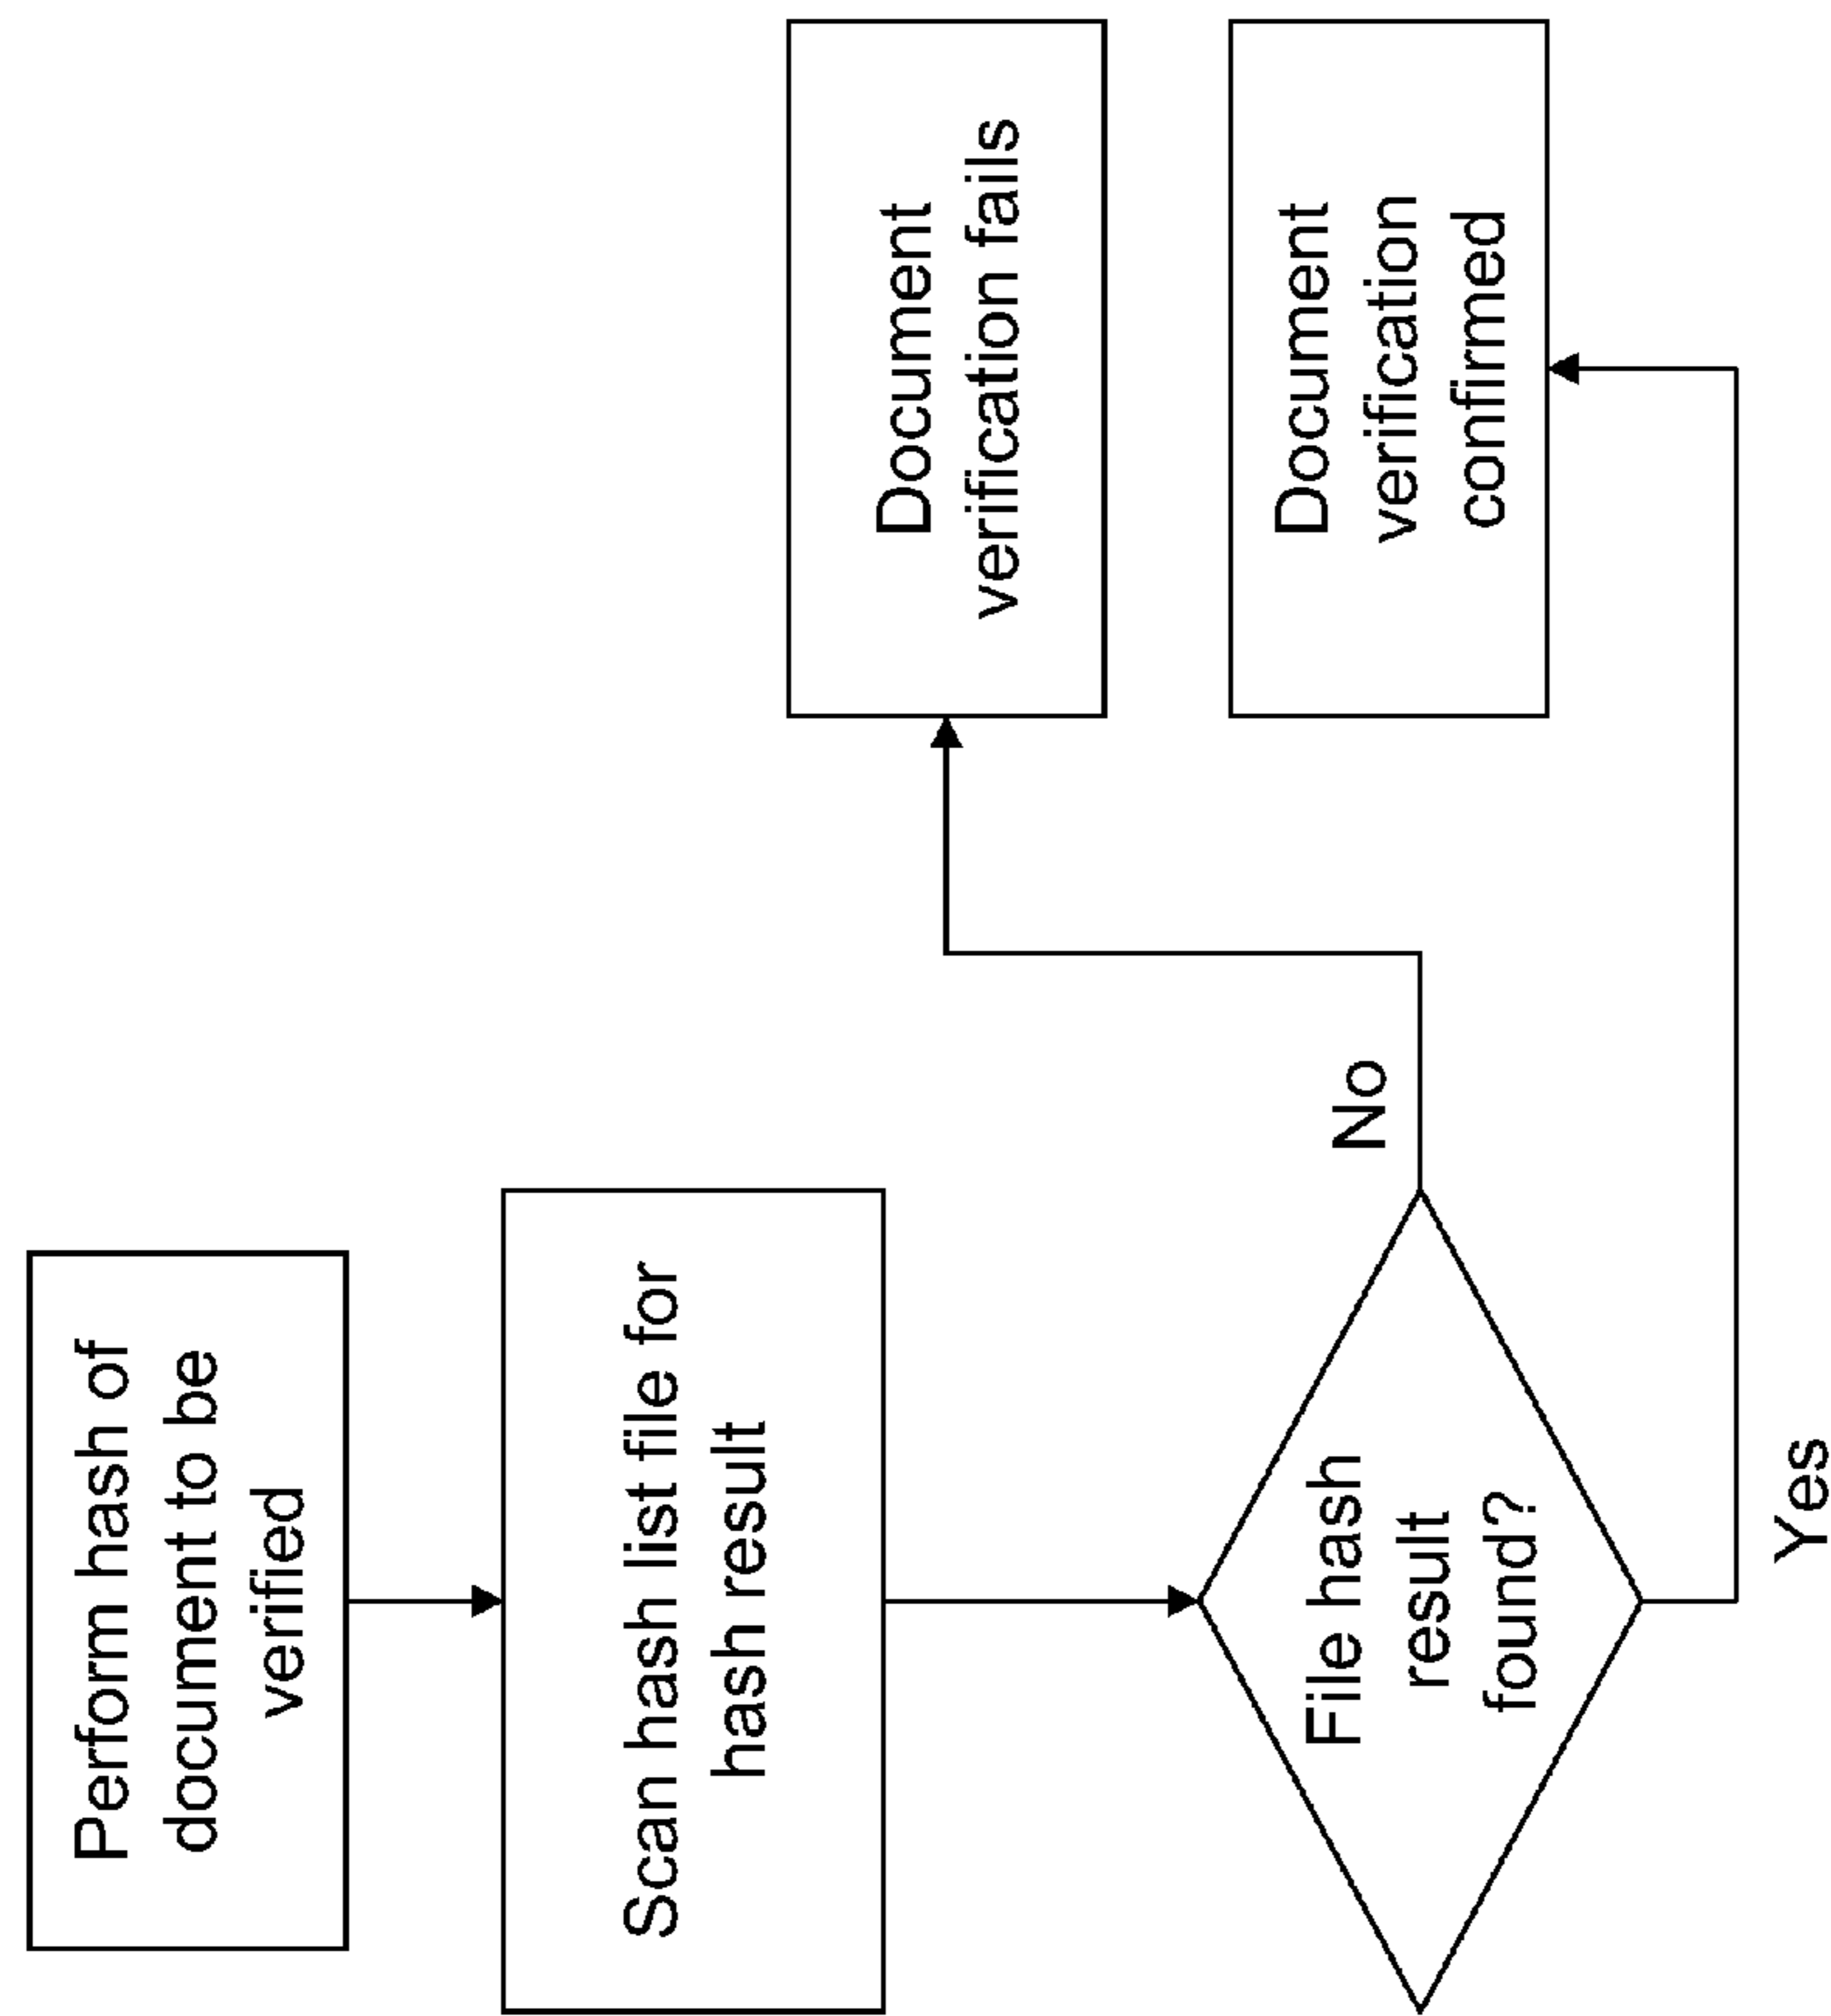 Perform hash of
document to be
verified
Scan hash list file for
hash result
File hash
result
found?
No
Yes
Document
verification fails
Document
verification
confirmed